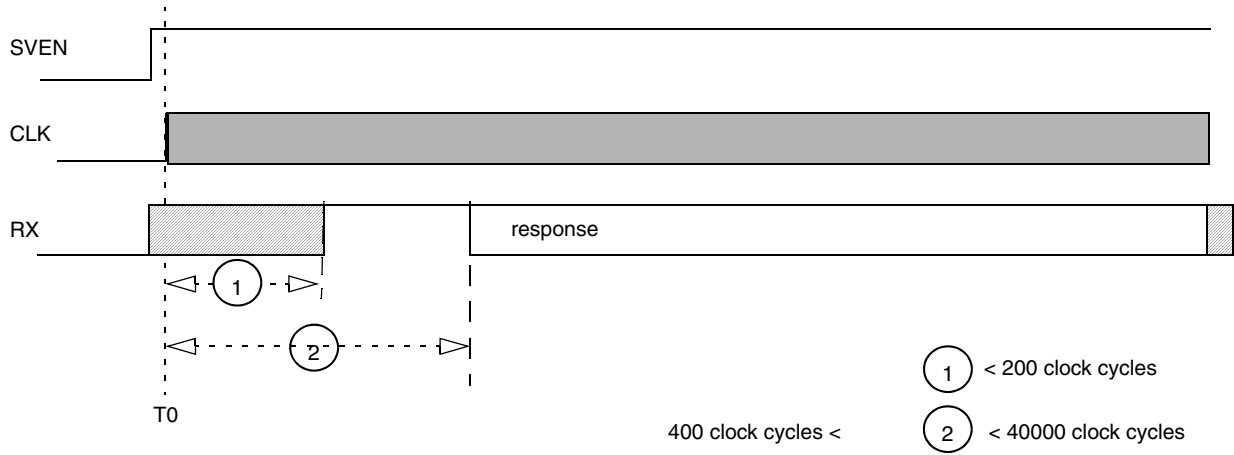 SVEN
CLK
RX
response
1
2
T0
1 < 200 clock cycles
400 clock cycles < 2 < 40000 clock cycles